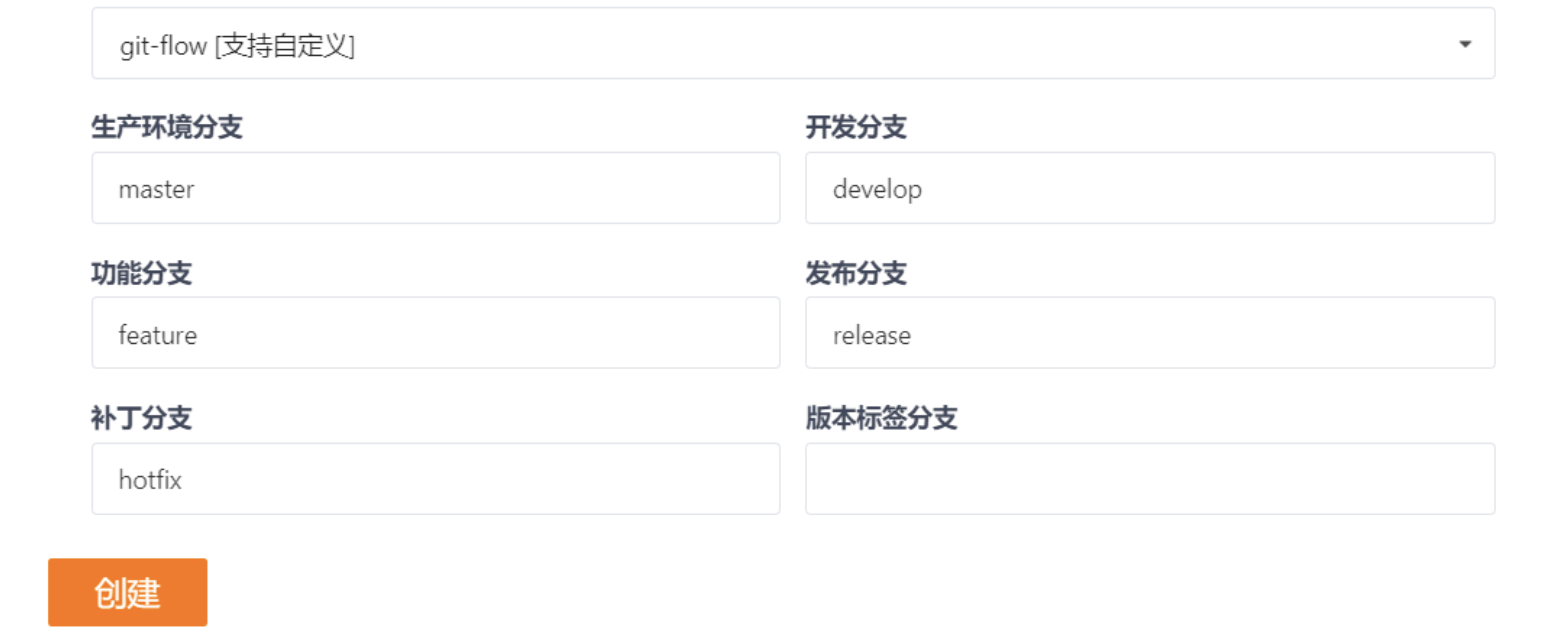 git-flow [支持自定义]
生产环境分支
开发分支
master
develop
功能分支
发布分支
feature
release
补丁分支
版本标签分支
hotfix
创建